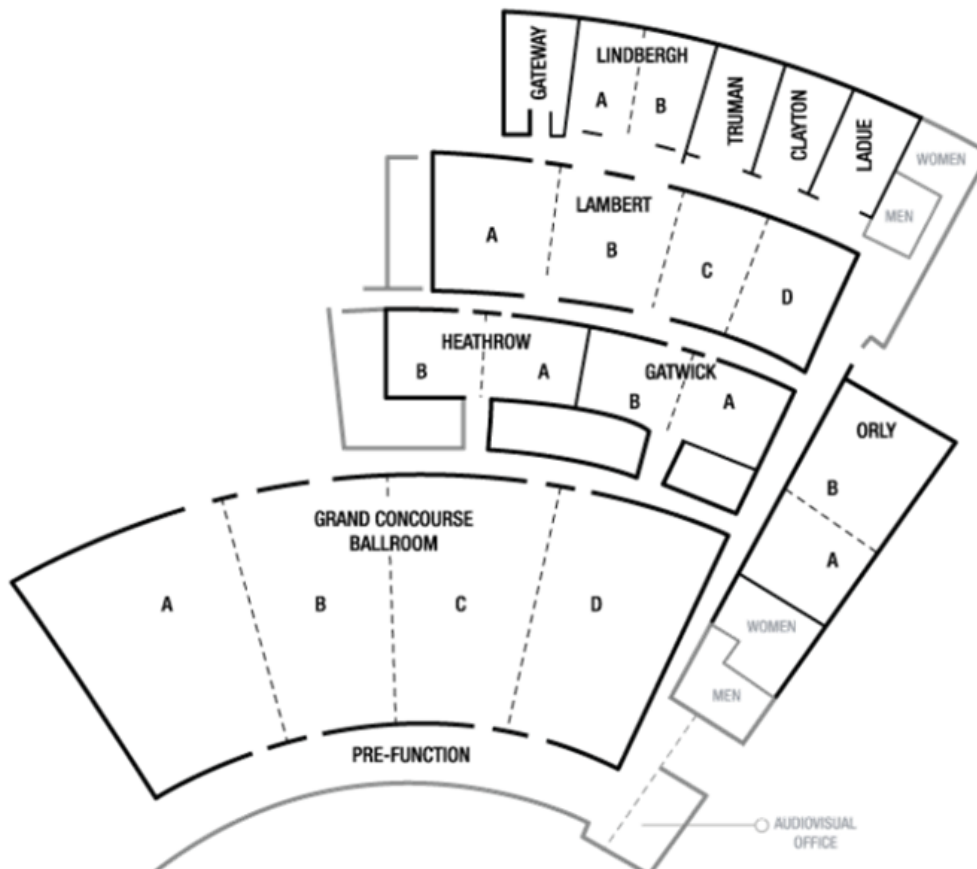 GATEWAY
LINDBERGH
A
B
TRUMAN
CLAYTON
LADUE
WOMEN
MEN
LAMBERT
A
B
C
D
HEATHROW
B
A
GATWICK
B
A
ORLY
B
A
WOMEN
MEN
GRAND CONCOURSE
BALLROOM
A
B
C
D
PRE-FUNCTION
AUDIOVISUAL
OFFICE